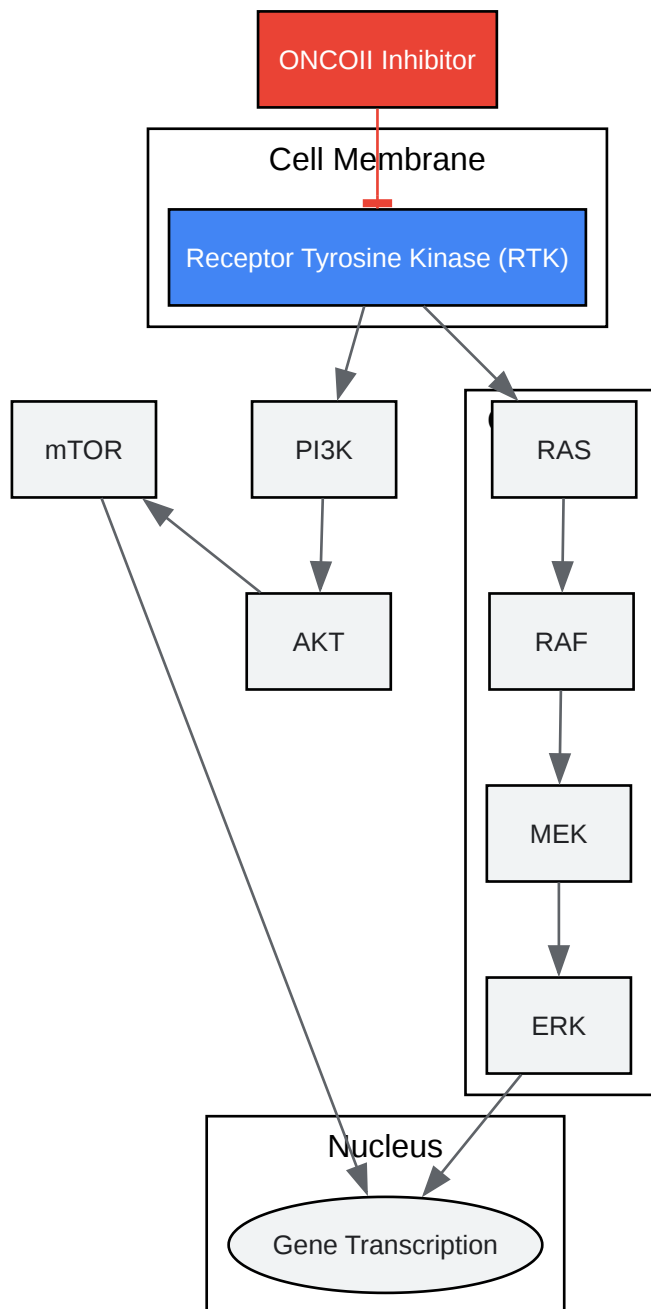 ONCOII Inhibitor
Cell Membrane
Receptor Tyrosine Kinase (RTK)
mTOR
PI3K
RAS
AKT
RAF
MEK
ERK
Nucleus
Gene Transcription